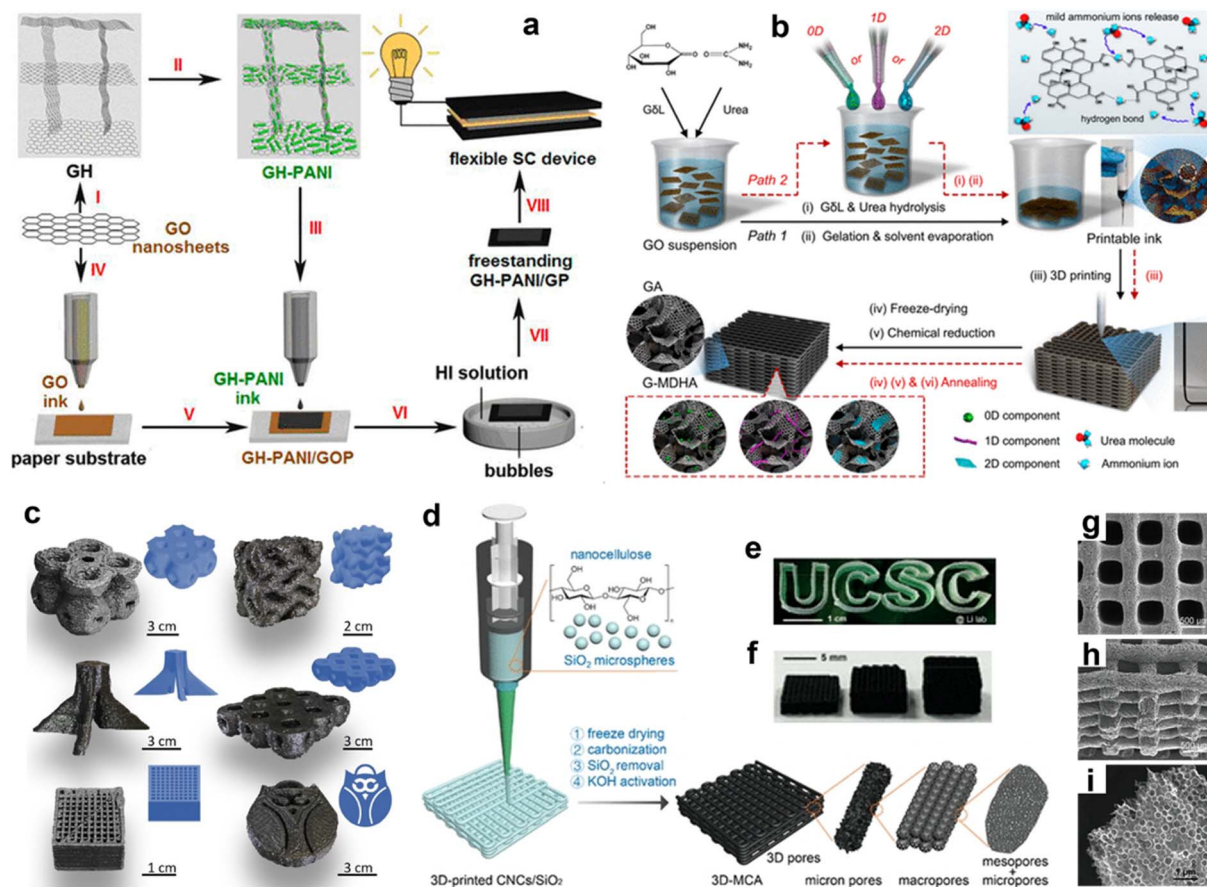 a
II
GH
GH-PANI
flexible SC device
I
GO
nanosheets
III
VIII
IV
freestanding
GH-PANI/GP
VII
GO
ink
GH-PANI
ink
HI solution
V
VI
paper substrate
GH-PANI/GOP
bubbles
b
0D
or
1D
or
2D
mild ammonium ions release
hydrogen bond
GδL
Urea
Path 2
(i) (ii)
(i) GδL & Urea hydrolysis
GO suspension
Path 1
(ii) Gelation & solvent evaporation
Printable ink
(iii) 3D printing
(iii)
GA
(iv) Freeze-drying
(v) Chemical reduction
G-MDHA
(iv) (v) & (vi) Annealing
0D component
1D component
2D component
Urea molecule
Ammonium ion
c
3 cm
2 cm
3 cm
3 cm
1 cm
3 cm
d
nanocellulose
SiO₂ microspheres
① freeze drying
② carbonization
③ SiO₂ removal
④ KOH activation
3D-printed CNCs/SiO₂
3D-MCA
3D pores
micron pores
macropores
mesopores
+
micropores
e
UCSC
1 cm
@ Li lab
f
5 mm
g
500 μm
h
500 μm
i
1 μm